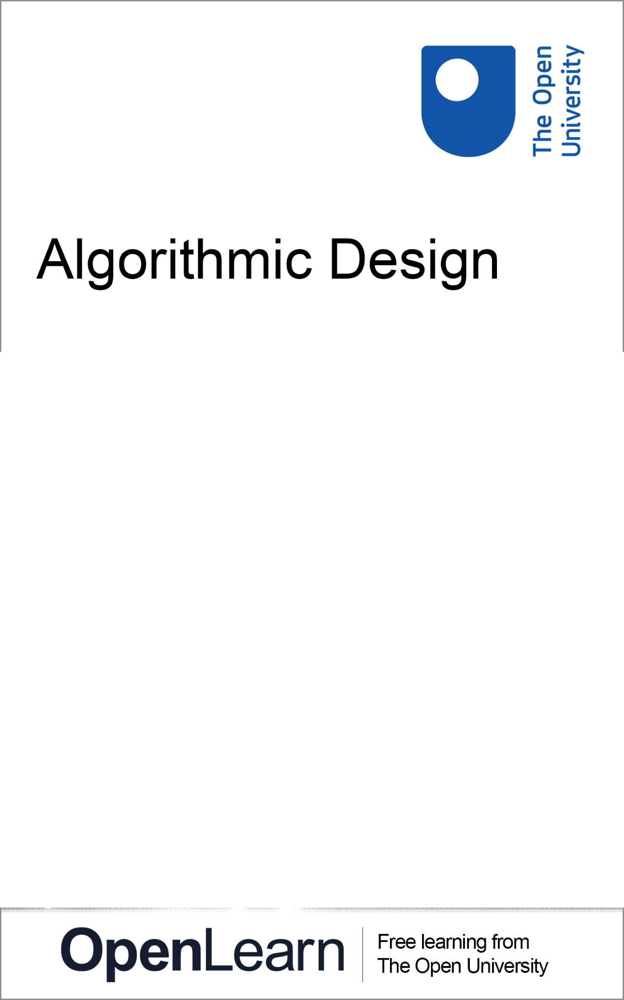 The Open
University
Algorithmic Design
OpenLearn
Free learning from
The Open University